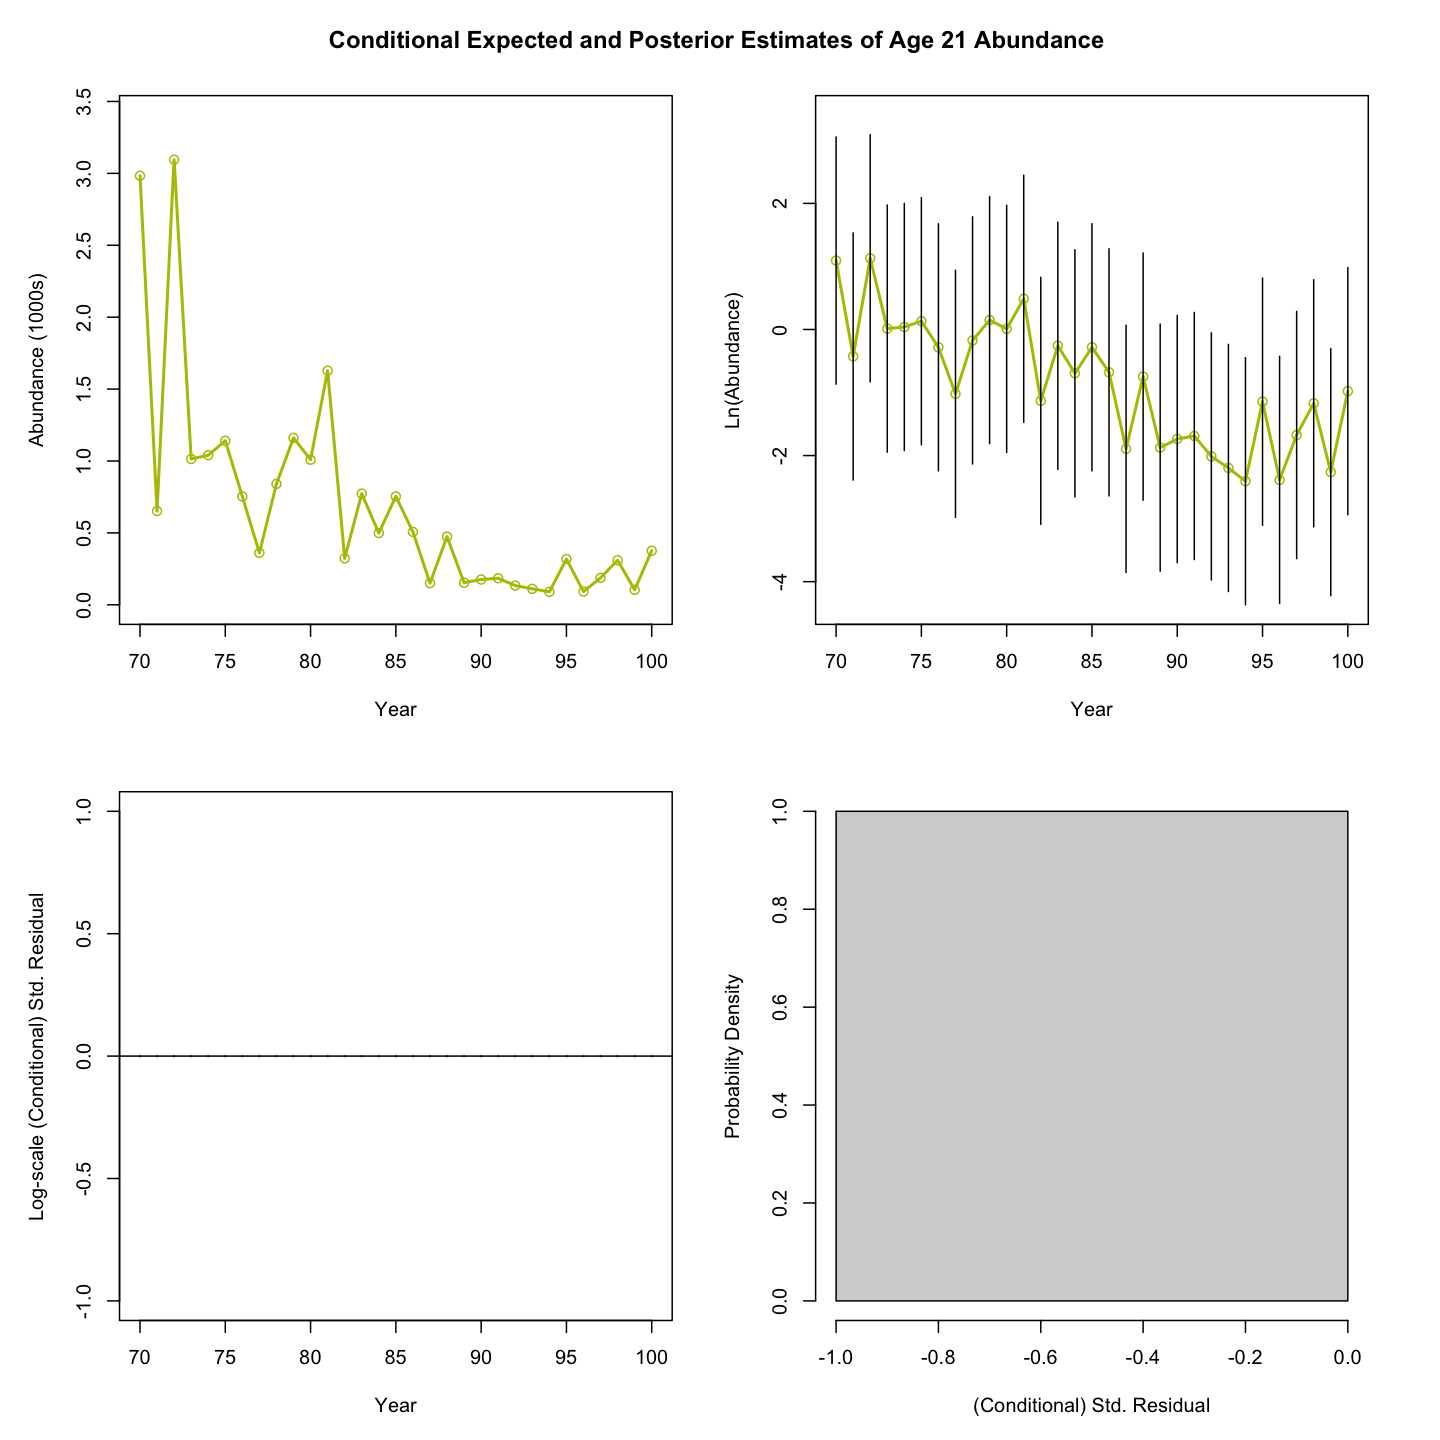 Conditional Expected and Posterior Estimates of Age 21 Abundance
Abundance (1000s)
3.5
3.0
2.5
2.0
1.5
1.0
0.5
0.0
70 75 80 85 90 95 100
Year
Ln(Abundance)
2
0
-2
-4
70 75 80 85 90 95 100
Year
Log-scale (Conditional) Std. Residual
1.0
0.5
0.0
-0.5
-1.0
70 75 80 85 90 95 100
Year
Probability Density
1.0
0.8
0.6
0.4
0.2
0.0
-1.0 -0.8 -0.6 -0.4 -0.2 0.0
(Conditional) Std. Residual